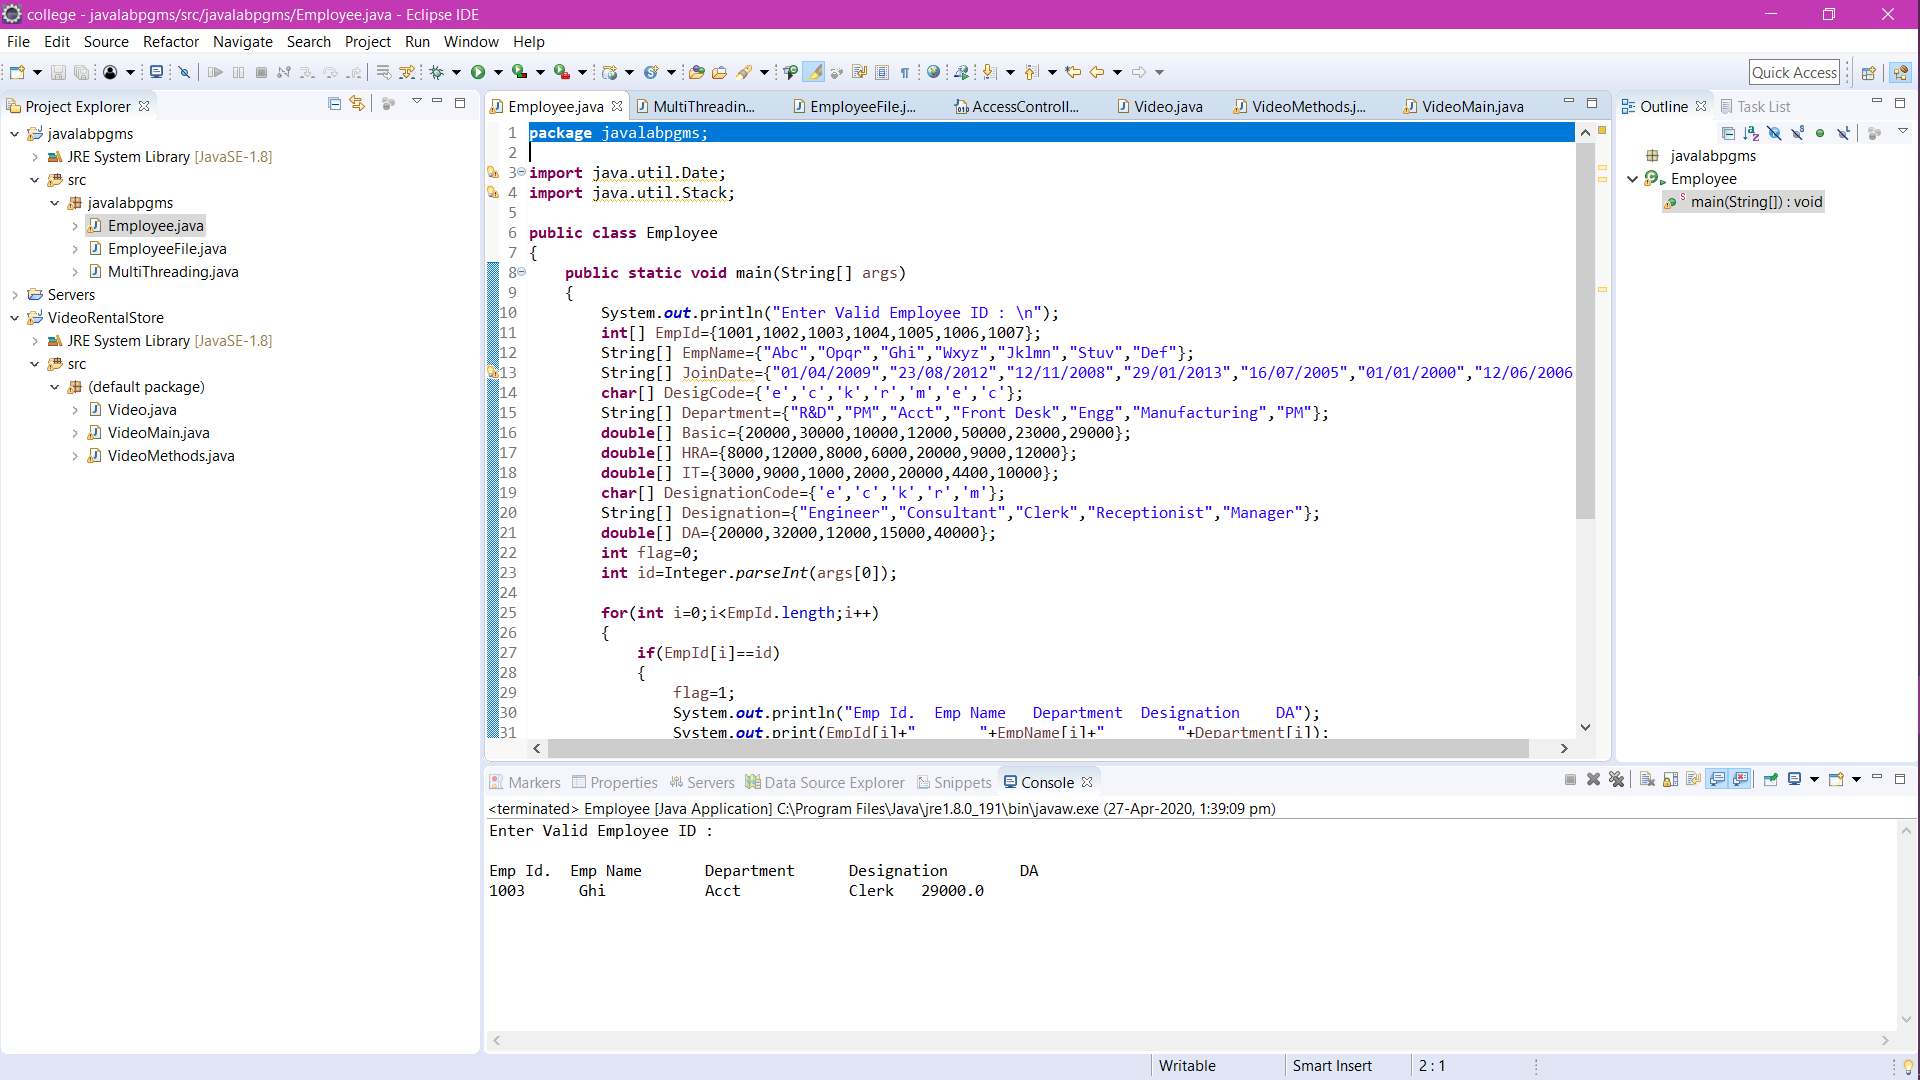 college - javalabpgms/src/javalabpgms/Employee.java - Eclipse IDE
File Edit Source Refactor Navigate Search Project Run Window Help
Quick Access
Project Explorer
javalabpgms
JRE System Library [JavaSE-1.8]
src
javalabpgms
Employee.java
EmployeeFile.java
MultiThreading.java
Servers
VideoRentalStore
JRE System Library [JavaSE-1.8]
src
(default package)
Video.java
VideoMain.java
VideoMethods.java
Employee.java MultiThreadin... EmployeeFile.j... AccessControll... Video.java VideoMethods.j... VideoMain.java
1 package javalabpgms;
2
3 import java.util.Date;
4 import java.util.Stack;
5
6 public class Employee
7 {
8 public static void main(String[] args)
9 {
10 System.out.println("Enter Valid Employee ID : \n");
11 int[] EmpId={1001,1002,1003,1004,1005,1006,1007};
12 String[] EmpName={"Abc","Opqr","Ghi","Wxyz","Jklmn","Stuv","Def"};
13 String[] JoinDate={"01/04/2009","23/08/2012","12/11/2008","29/01/2013","16/07/2005","01/01/2000","12/06/2006
14 char[] DesigCode={'e','c','k','r','m','e','c'};
15 String[] Department={"R&D","PM","Acct","Front Desk","Engg","Manufacturing","PM"};
16 double[] Basic={20000,30000,10000,12000,50000,23000,29000};
17 double[] HRA={8000,12000,8000,6000,20000,9000,12000};
18 double[] IT={3000,9000,1000,2000,20000,4400,10000};
19 char[] DesignationCode={'e','c','k','r','m'};
20 String[] Designation={"Engineer","Consultant","Clerk","Receptionist","Manager"};
21 double[] DA={20000,32000,12000,15000,40000};
22 int flag=0;
23 int id=Integer.parseInt(args[0]);
24
25 for(int i=0;i<EmpId.length;i++)
26 {
27 if(EmpId[i]==id)
28 {
29 flag=1;
30 System.out.println("Emp Id.  Emp Name   Department  Designation    DA");
31 System.out.print(EmpId[i]+"       "+EmpName[i]+"        "+Department[i]);
Outline Task List
javalabpgms
Employee
main(String[]) : void
Markers Properties Servers Data Source Explorer Snippets Console
<terminated> Employee [Java Application] C:\Program Files\Java\jre1.8.0_191\bin\javaw.exe (27-Apr-2020, 1:39:09 pm)
Enter Valid Employee ID :
Emp Id. Emp Name Department Designation DA
1003 Ghi Acct Clerk 29000.0
Writable Smart Insert 2 : 1